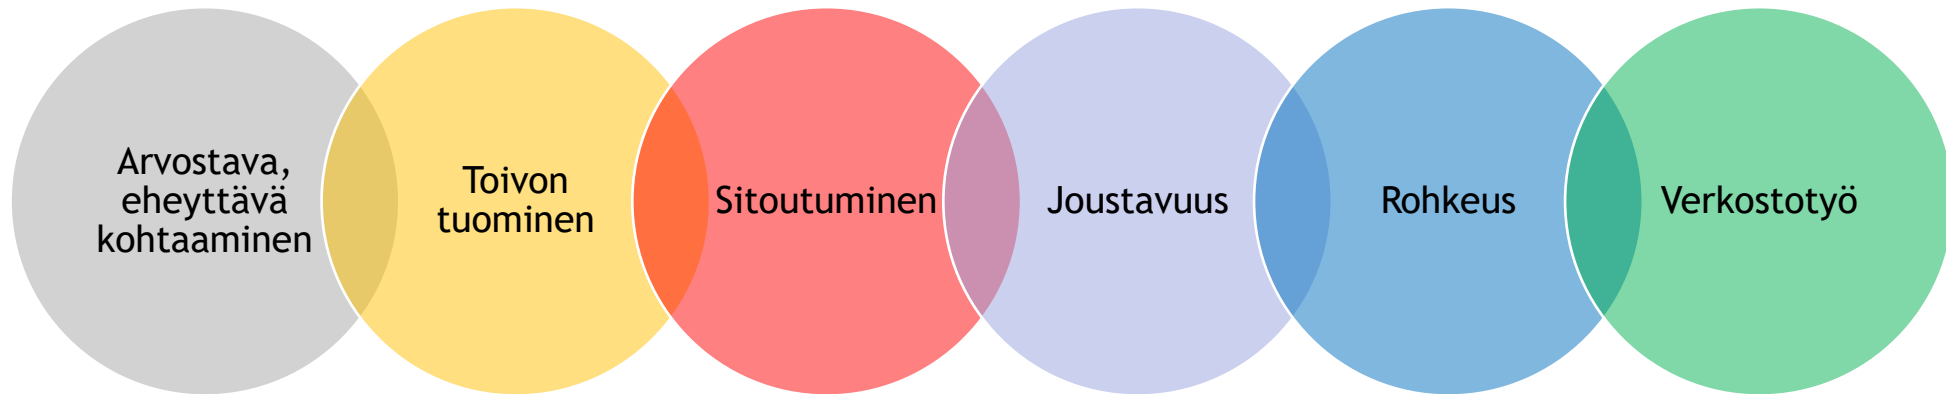 Arvostava,
eheyttävä
kohtaaminen
Toivon
tuominen
Sitoutuminen
Joustavuus
Rohkeus
Verkostotyö